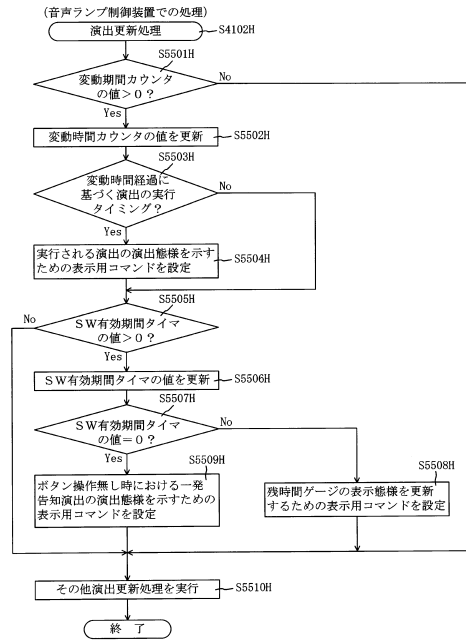 (音声ランプ制御装置での処理)
演出更新処理
S4102H
S5501H
変動期間カウンタ
の値>0?
No
Yes
変動時間カウンタの値を更新
S5502H
S5503H
変動時間経過に
基づく演出の実行
タイミング?
No
Yes
実行される演出の演出態様を示す
ための表示用コマンドを設定
S5504H
S5505H
No
SW有効期間タイマ
の値>0?
Yes
SW有効期間タイマの値を更新
S5506H
S5507H
SW有効期間タイマ
の値=0?
No
Yes
S5509H
ボタン操作無し時における一発
告知演出の演出態様を示すための
表示用コマンドを設定
S5508H
残時間ゲージの表示態様を更新
するための表示用コマンドを設定
その他演出更新処理を実行
S5510H
終了